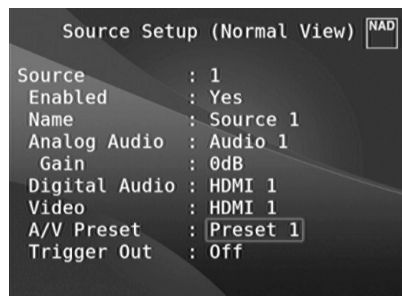 Source Setup (Normal View) NAD
Source : 1
Enabled : Yes
Name : Source 1
Analog Audio : Audio 1
Gain : 0dB
Digital Audio : HDMI 1
Video : HDMI 1
A/V Preset : Preset 1
Trigger Out : Off